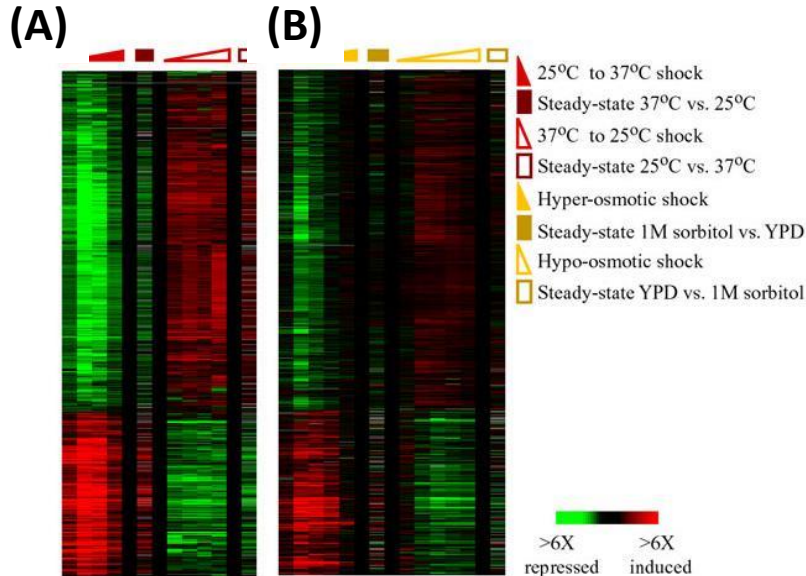 (A)
(B)
25°C to 37°C shock
Steady-state 37°C vs. 25°C
37°C to 25°C shock
Steady-state 25°C vs. 37°C
Hyper-osmotic shock
Steady-state 1M sorbitol vs. YPD
Hypo-osmotic shock
Steady-state YPD vs. 1M sorbitol
>6X >6X
repressed induced